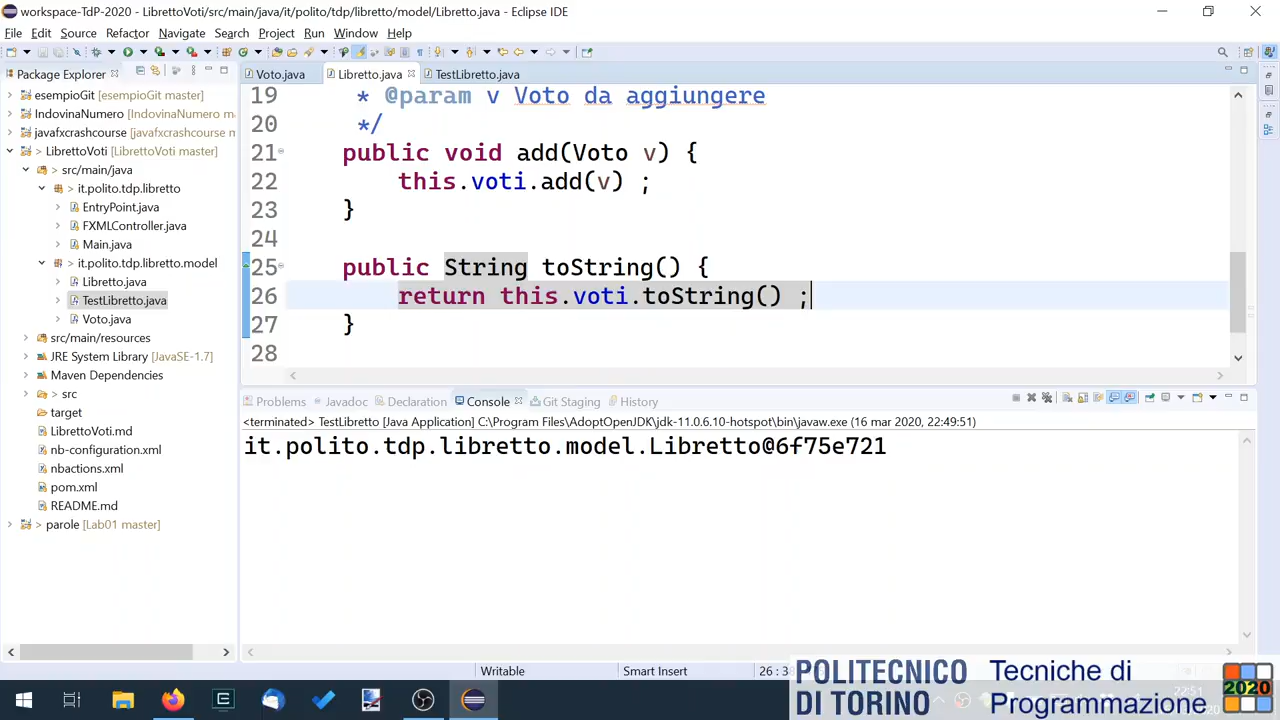 workspace-TdP-2020 - LibrettoVoti/src/main/java/it/polito/tdp/libretto/model/Libretto.java - Eclipse IDE
File Edit Source Refactor Navigate Search Project Run Window Help
Package Explorer
Voto.java Libretto.java TestLibretto.java
esempioGit [esempioGit master]
> IndovinaNumero [IndovinaNumero m
> javafxcrashcourse [javafxcrashcourse m
> LibrettoVoti [LibrettoVoti master]
> src/main/java
> it.polito.tdp.libretto
EntryPoint.java
FXMLController.java
Main.java
> it.polito.tdp.libretto.model
Libretto.java
TestLibretto.java
Voto.java
src/main/resources
JRE System Library [JavaSE-1.7]
Maven Dependencies
> src
target
LibrettoVoti.md
nb-configuration.xml
nbactions.xml
pom.xml
README.md
> parole [Lab01 master]
19 * @param v Voto da aggiungere
20 */
21 public void add(Voto v) {
22 this.voti.add(v) ;
23 }
24
25 public String toString() {
26 return this.voti.toString() ;
27 }
28
Problems Javadoc Declaration Console Git Staging History
<terminated> TestLibretto [Java Application] C:\Program Files\AdoptOpenJDK\jdk-11.0.6.10-hotspot\bin\javaw.exe (16 mar 2020, 22:49:51)
it.polito.tdp.libretto.model.Libretto@6f75e721
Writable Smart Insert
POLITECNICO
DI TORINO
Tecniche di
Programmazione
2020